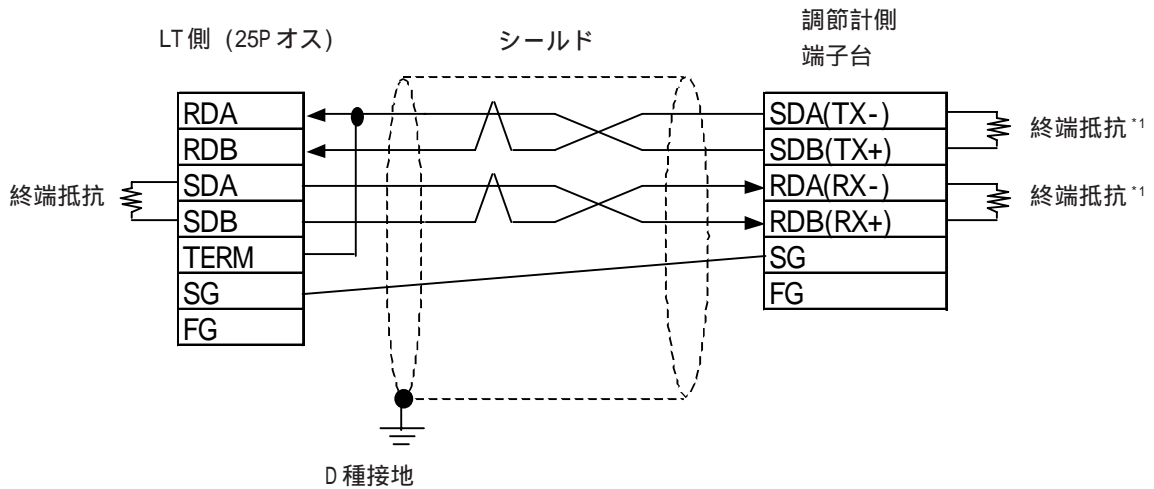 LT側 (25Pオス)
シールド
調節計側
端子台
RDA
RDB
SDA
SDB
TERM
SG
FG
終端抵抗
SDA(TX-)
SDB(TX+)
RDA(RX-)
RDB(RX+)
SG
FG
終端抵抗*1
終端抵抗*1
D種接地